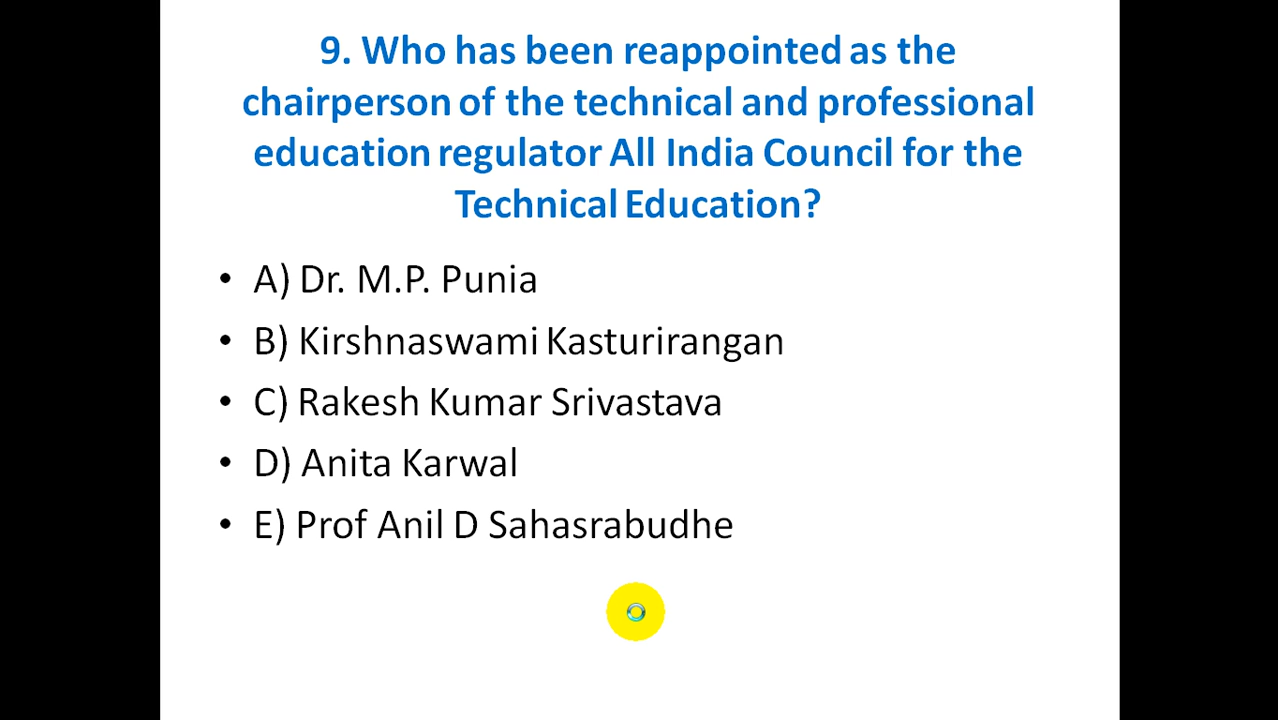 9. Who has been reappointed as the
chairperson of the technical and professional
education regulator All India Council for the
Technical Education?
• A) Dr. M.P. Punia
• B) Kirshnaswami Kasturirangan
• C) Rakesh Kumar Srivastava
• D) Anita Karwal
• E) Prof Anil D Sahasrabudhe